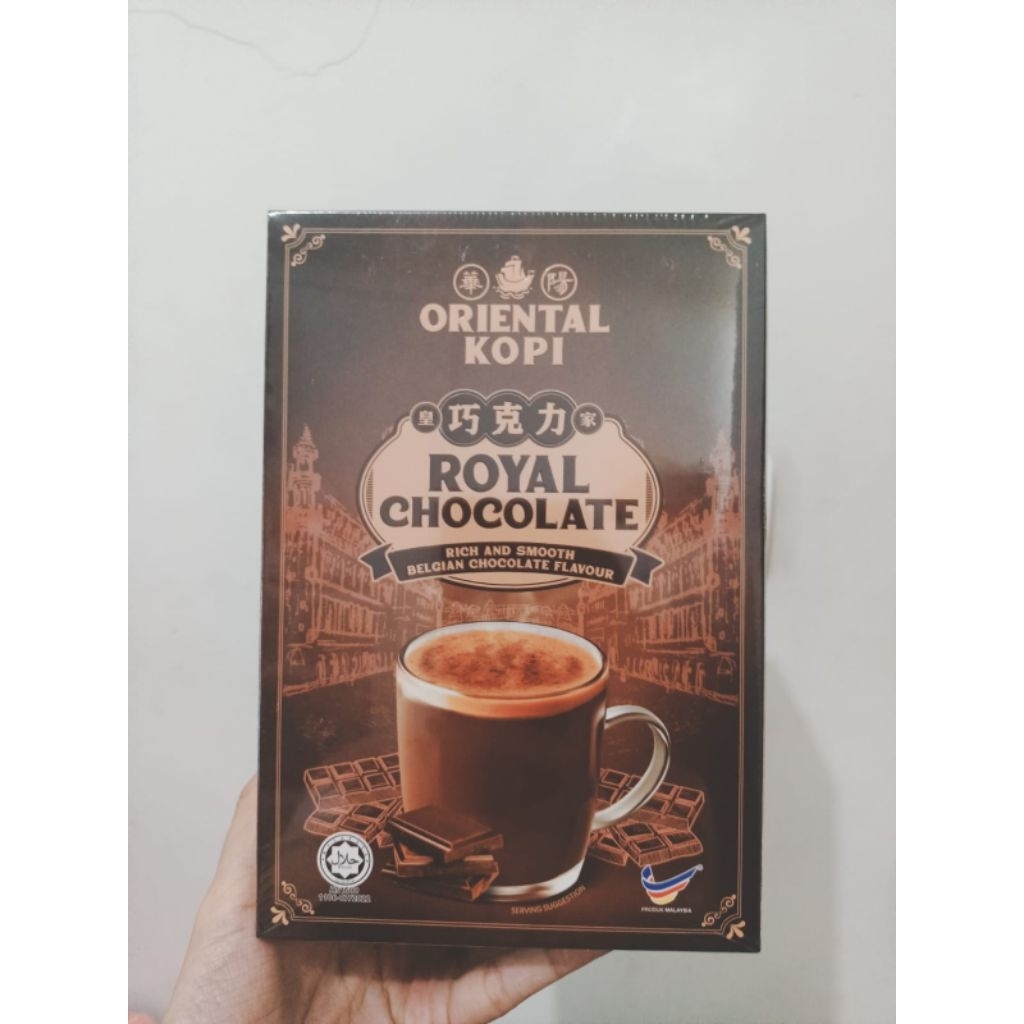 華 陽
ORIENTAL
KOPI
皇巧克力家
ROYAL
CHOCOLATE
RICH AND SMOOTH
BELGIAN CHOCOLATE FLAVOUR
حلال
SERVING SUGGESTION
PRODUK MALAYSIA